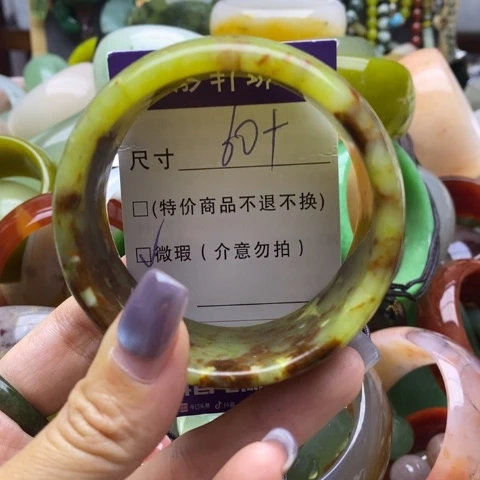 尺寸 60+
□(特价商品不退不换)
☑微瑕(介意勿拍)